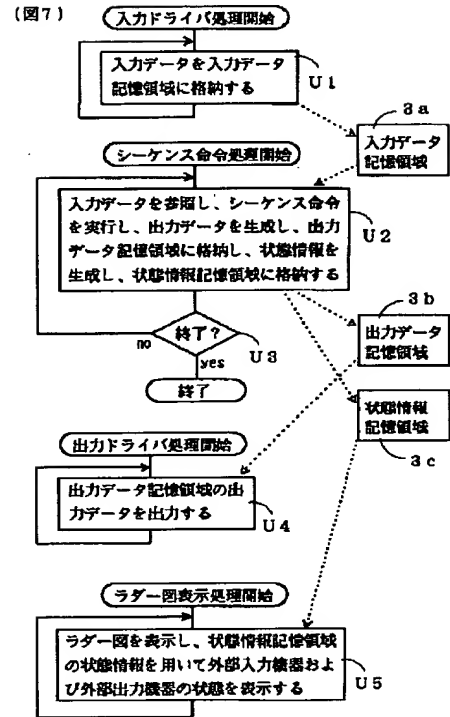 (図7)
入力ドライバ処理開始
入力データを入力データ
記憶領域に格納する
U1
3a
入力データ
記憶領域
シーケンス命令処理開始
入力データを参照し、シーケンス命令
を実行し、出力データを生成し、出力
データ記憶領域に格納し、状態情報を
生成し、状態情報記憶領域に格納する
U2
3b
出力データ
記憶領域
終了?
no
yes
U3
終了
状態情報
記憶領域
3c
出力ドライバ処理開始
出力データ記憶領域の出
力データを出力する
U4
ラダー図表示処理開始
ラダー図を表示し、状態情報記憶領域
の状態情報を用いて外部入力機器およ
び外部出力機器の状態を表示する
U5